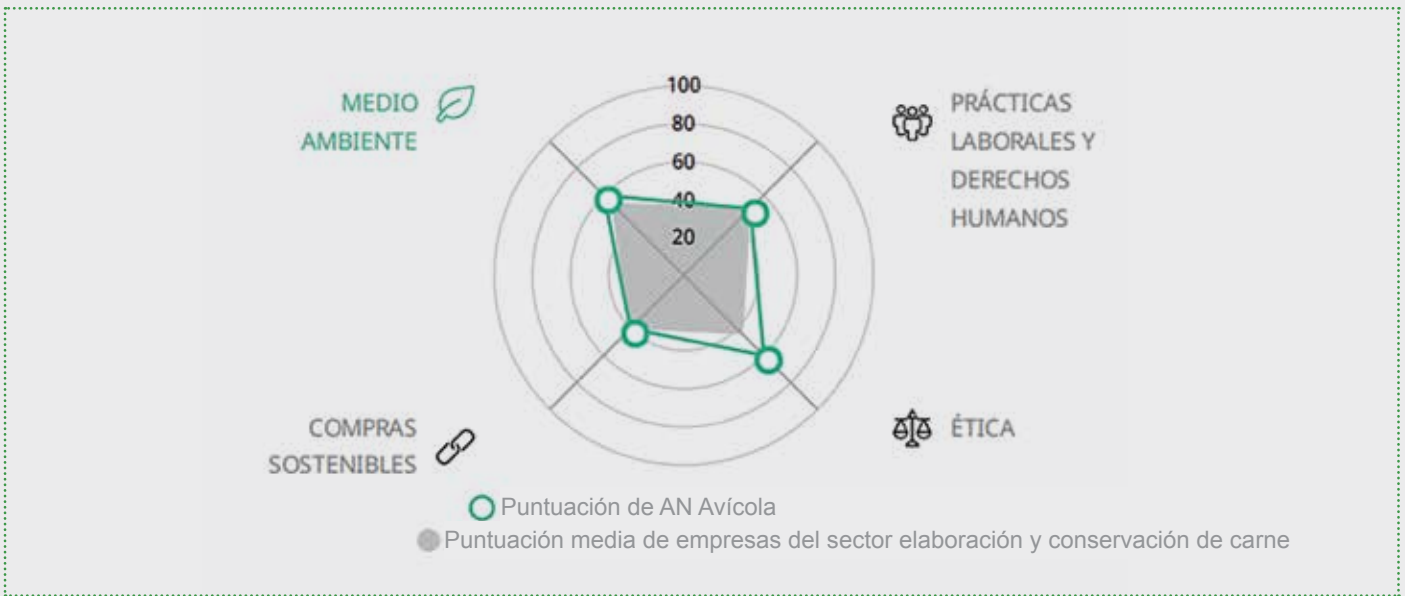 MEDIO
AMBIENTE
100
80
60
40
20
PRÁCTICAS
LABORALES Y
DERECHOS
HUMANOS
COMPRAS
SOSTENIBLES
ÉTICA
Puntuación de AN Avícola
Puntuación media de empresas del sector elaboración y conservación de carne